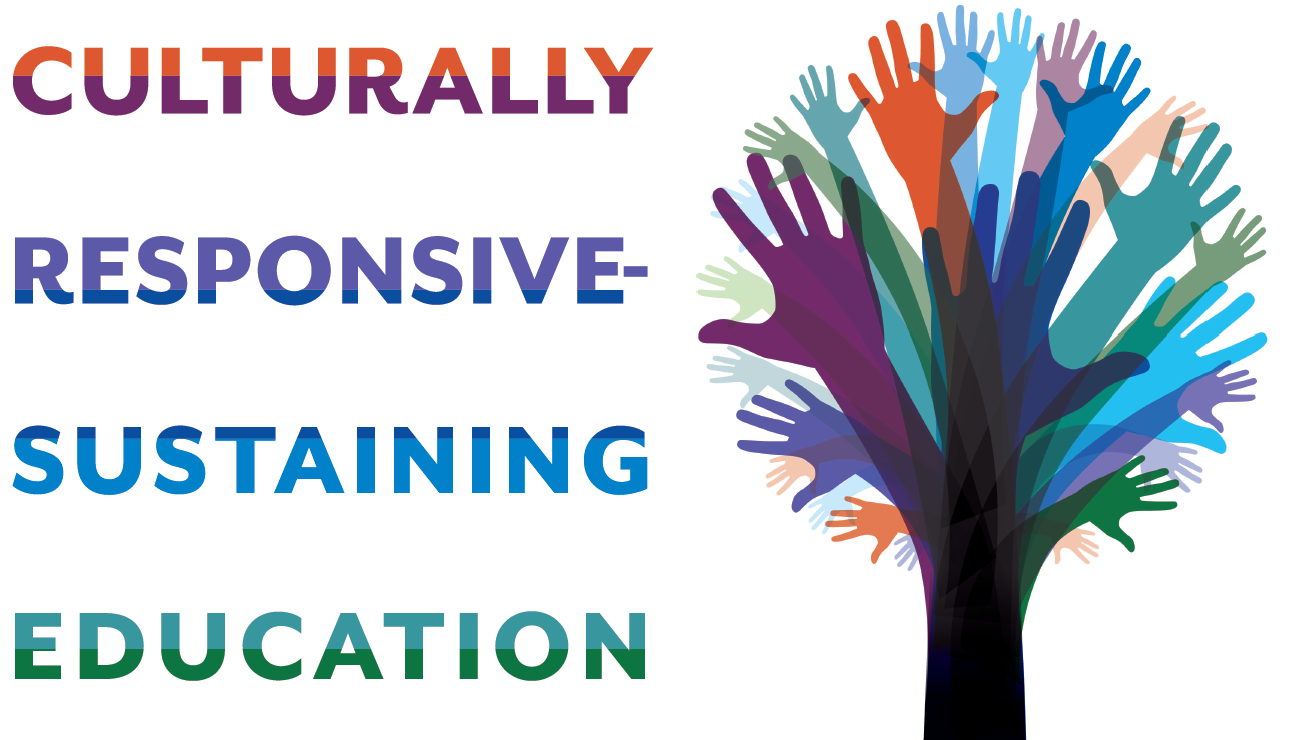 CULTURALLY
RESPONSIVE-
SUSTAINING
EDUCATION